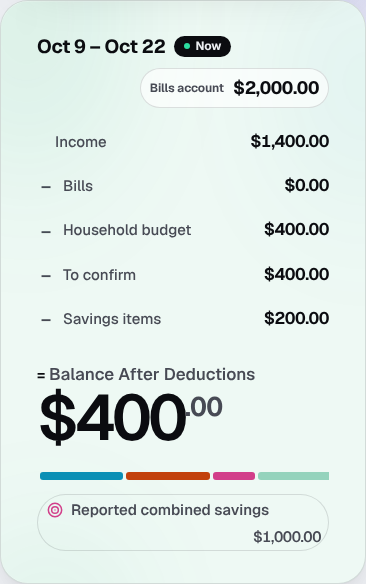 Oct 9 – Oct 22 Now
Bills account $2,000.00
Income $1,400.00
– Bills $0.00
– Household budget $400.00
– To confirm $400.00
– Savings items $200.00
= Balance After Deductions
$400.00
Reported combined savings
$1,000.00